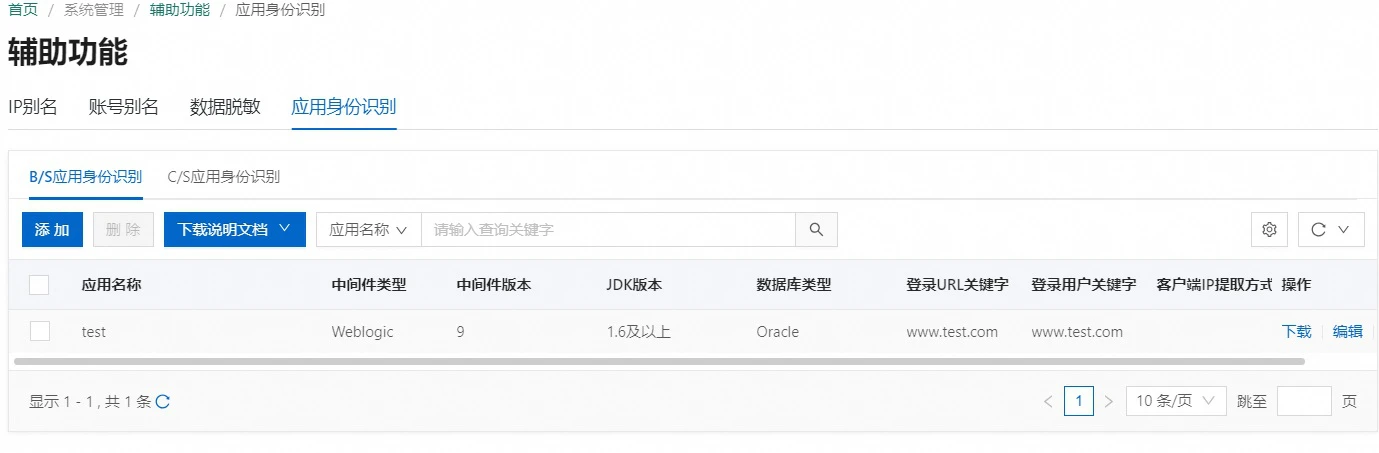 首页 / 系统管理 / 辅助功能 / 应用身份识别
辅助功能
IP别名 账号别名 数据脱敏 应用身份识别
B/S应用身份识别 C/S应用身份识别
添 加 删 除 下载说明文档 应用名称 请输入查询关键字
应用名称 中间件类型 中间件版本 JDK版本 数据库类型 登录URL关键字 登录用户关键字 客户端IP提取方式 操作
test Weblogic 9 1.6及以上 Oracle www.test.com www.test.com 下载 编辑
显示 1 - 1 , 共 1 条 < 1 > 10 条/页 跳至 页